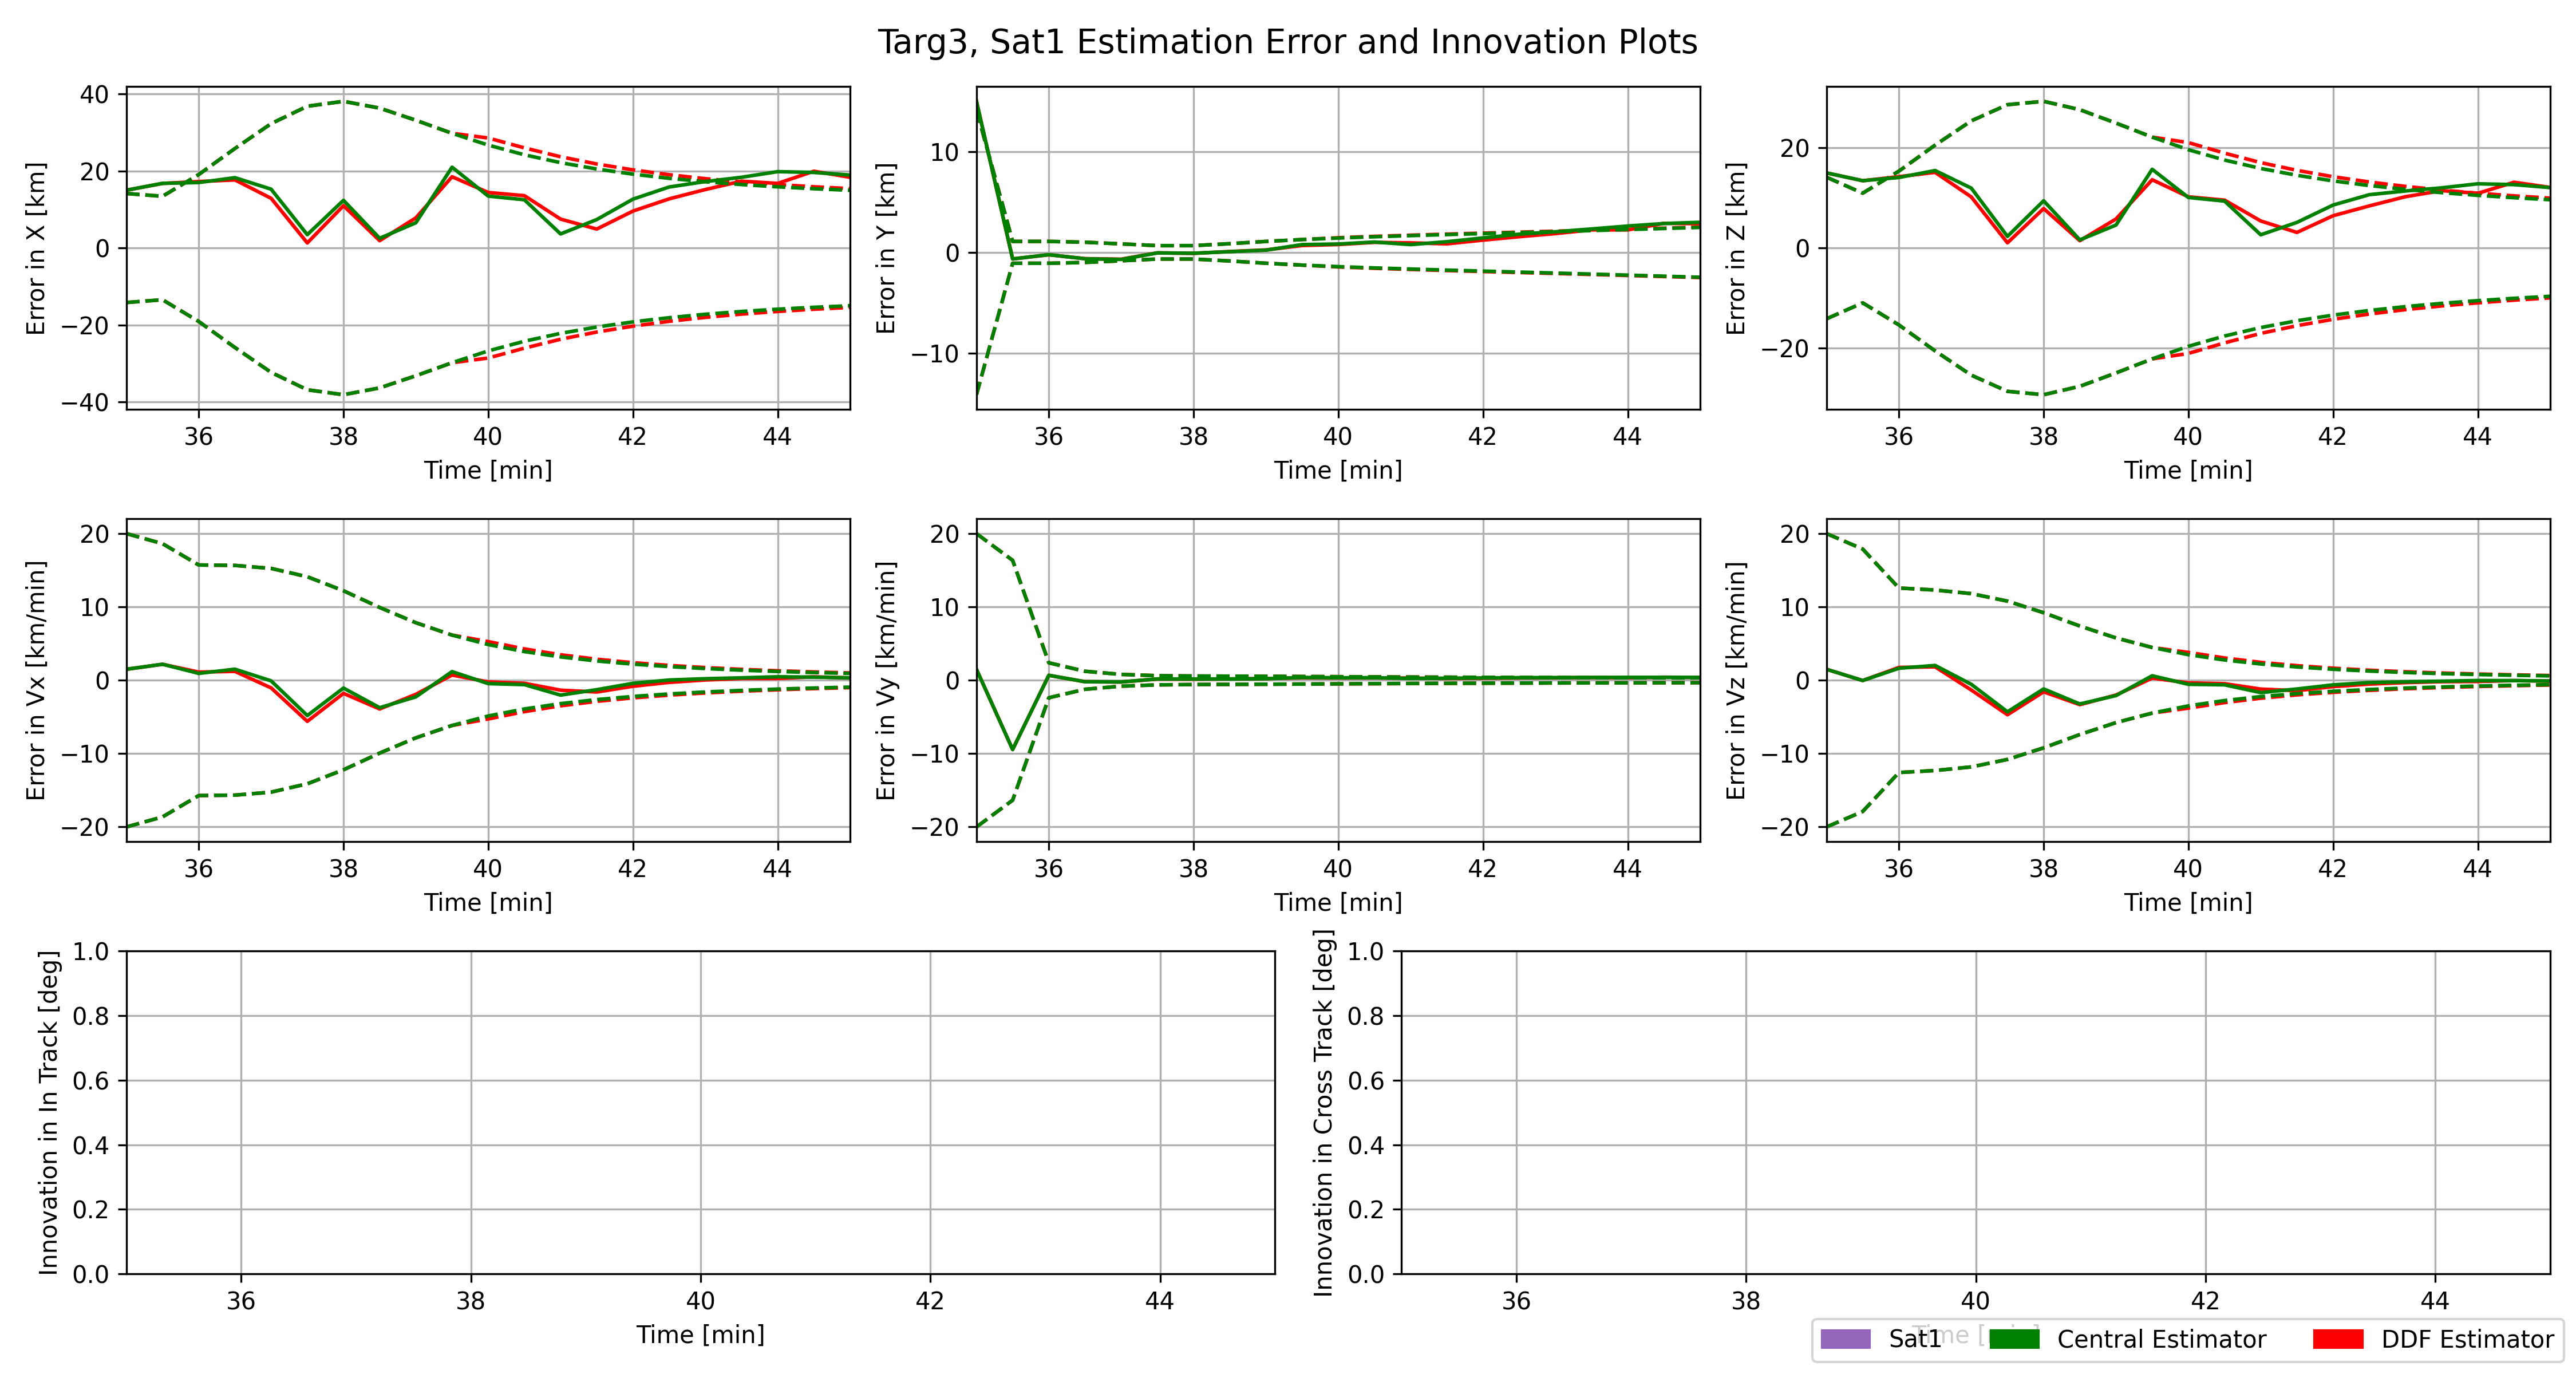 Targ3, Sat1 Estimation Error and Innovation Plots
Error in X [km]
40
20
0
−20
−40
36 38 40 42 44
Time [min]
Error in Y [km]
10
0
−10
36 38 40 42 44
Time [min]
Error in Z [km]
20
0
−20
36 38 40 42 44
Time [min]
Error in Vx [km/min]
20
10
0
−10
−20
36 38 40 42 44
Time [min]
Error in Vy [km/min]
20
10
0
−10
−20
36 38 40 42 44
Time [min]
Error in Vz [km/min]
20
10
0
−10
−20
36 38 40 42 44
Time [min]
Innovation in In Track [deg]
1.0
0.8
0.6
0.4
0.2
0.0
36 38 40 42 44
Time [min]
Innovation in Cross Track [deg]
1.0
0.8
0.6
0.4
0.2
0.0
36 38 40 42 44
Time [min]
Sat1 Central Estimator DDF Estimator